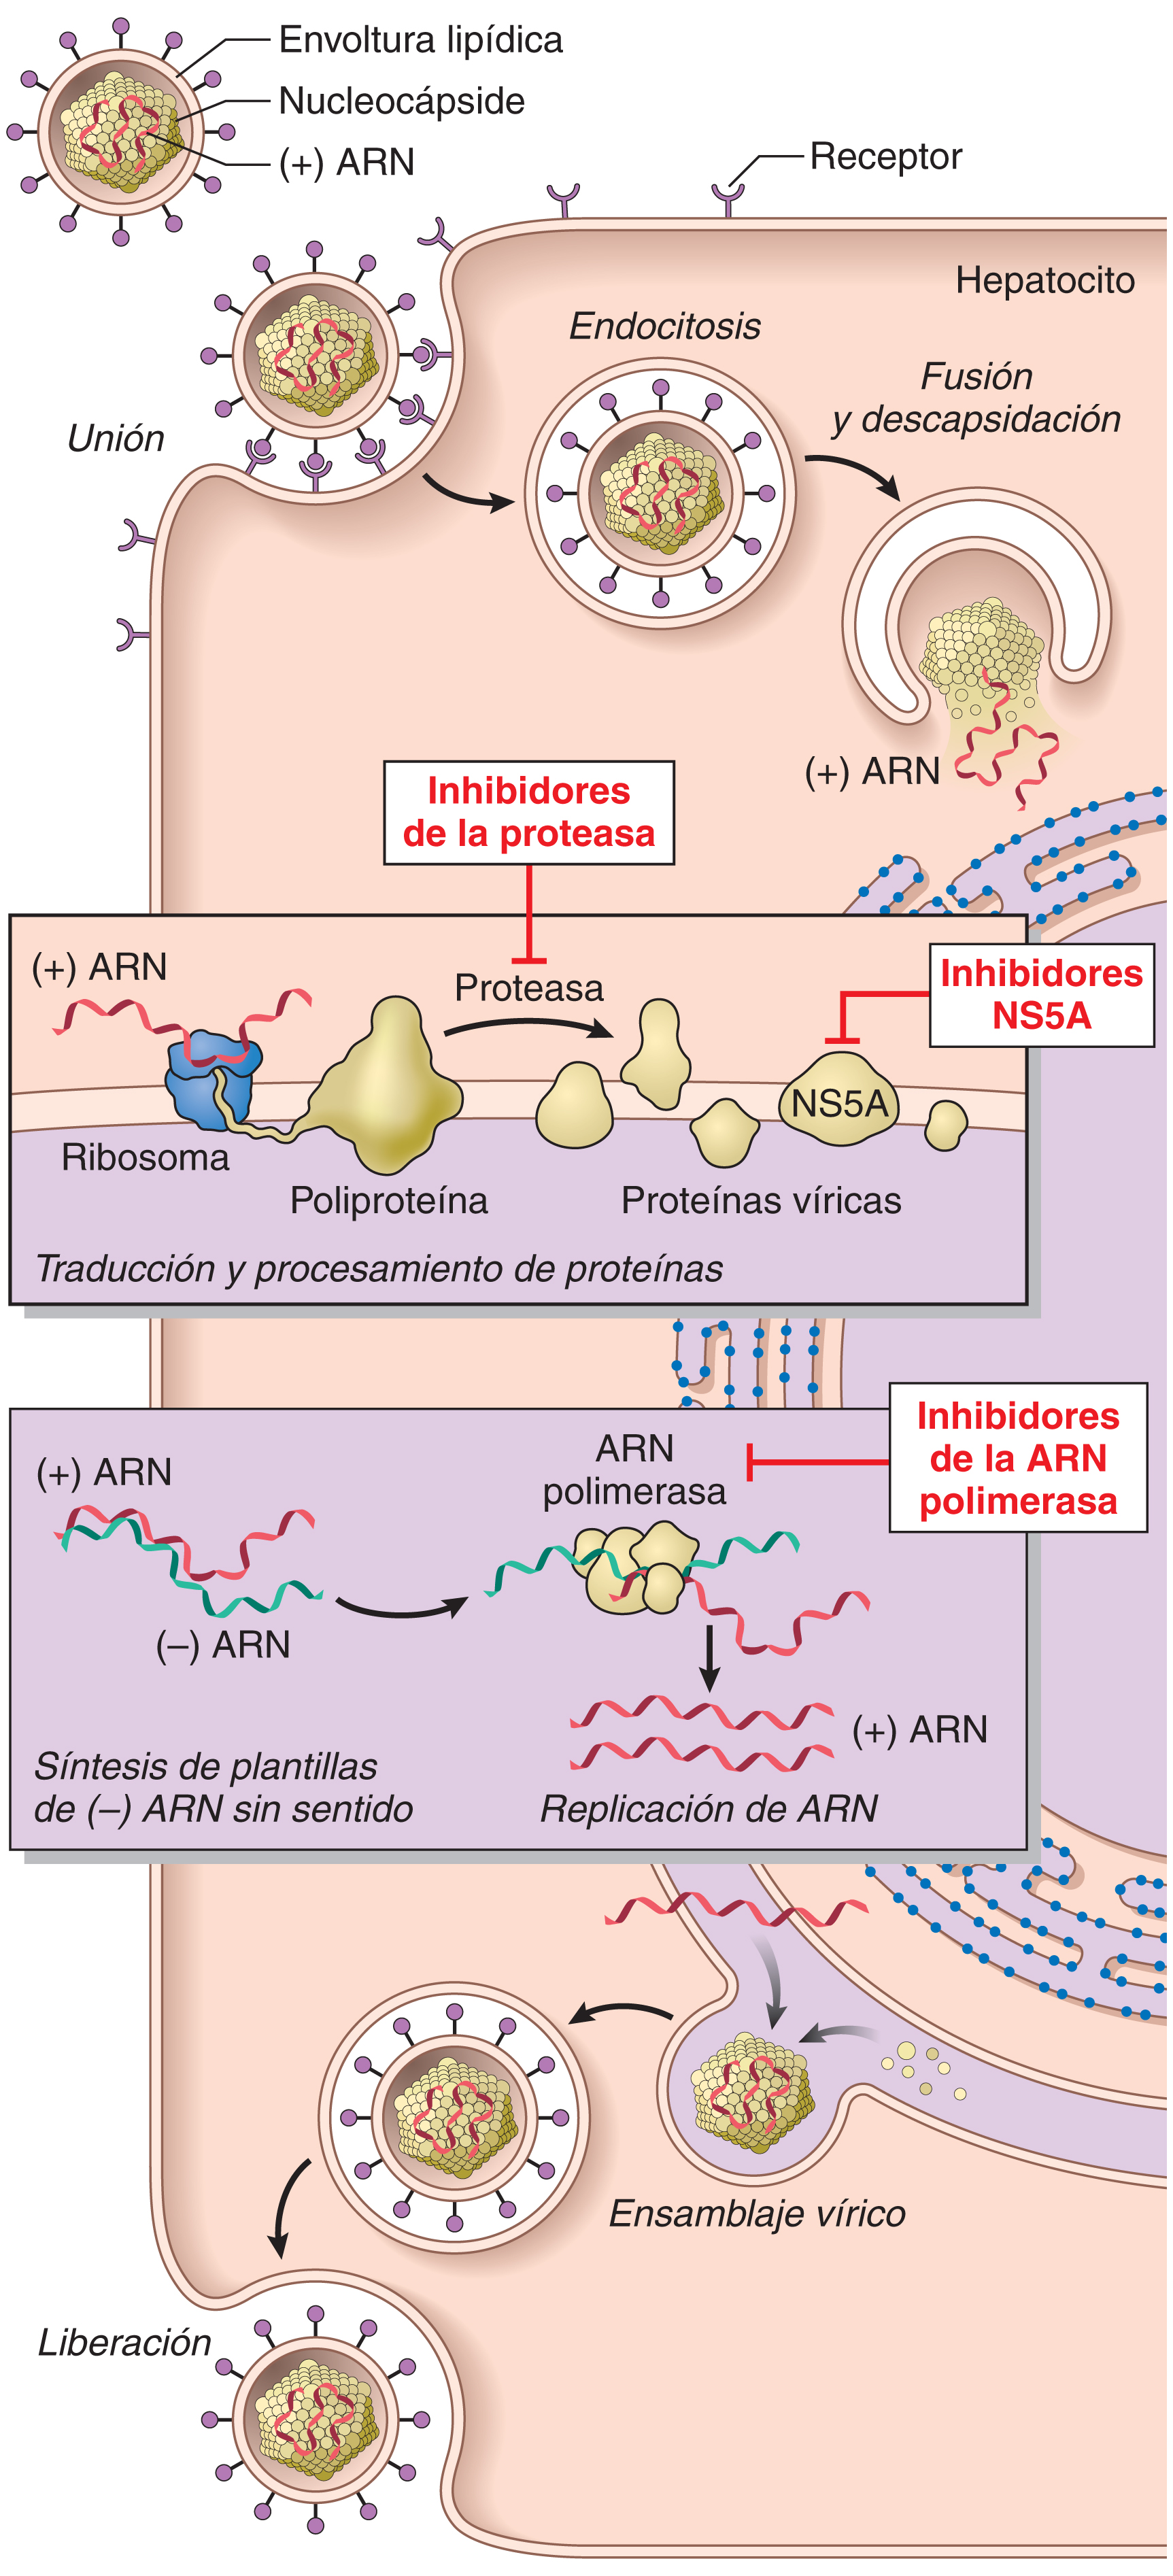 Envoltura lipídica
Nucleocápside
(+) ARN
Receptor
Hepatocito
Endocitosis
Fusión
y descapsidación
Unión
(+) ARN
Inhibidores
de la proteasa
(+) ARN
Proteasa
Inhibidores
NS5A
NS5A
Ribosoma
Poliproteína
Proteínas víricas
Traducción y procesamiento de proteínas
Inhibidores
de la ARN
polimerasa
ARN
polimerasa
(+) ARN
(–) ARN
(+) ARN
Síntesis de plantillas
de (–) ARN sin sentido
Replicación de ARN
Ensamblaje vírico
Liberación